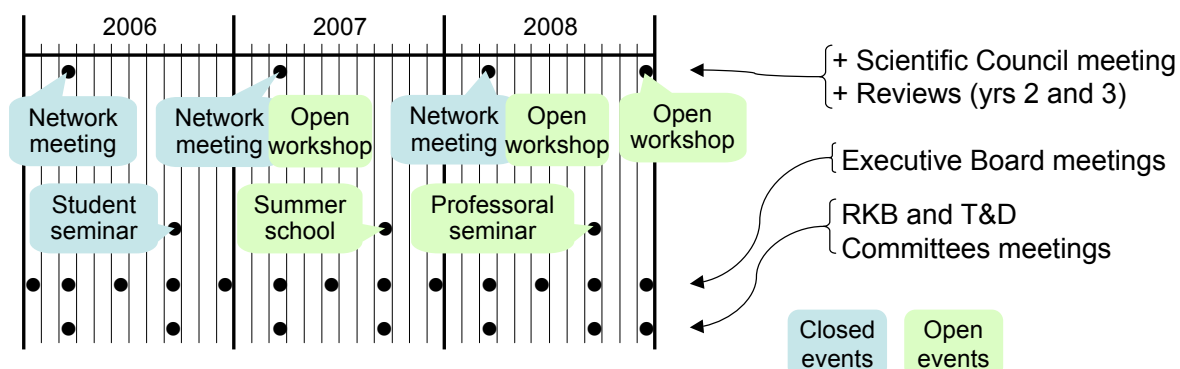 2006 2007 2008
+ Scientific Council meeting
+ Reviews (yrs 2 and 3)
Network
meeting
Network
meeting
Open
workshop
Network
meeting
Open
workshop
Open
workshop
Executive Board meetings
Student
seminar
Summer
school
Professoral
seminar
RKB and T&D
Committees meetings
Closed
events
Open
events